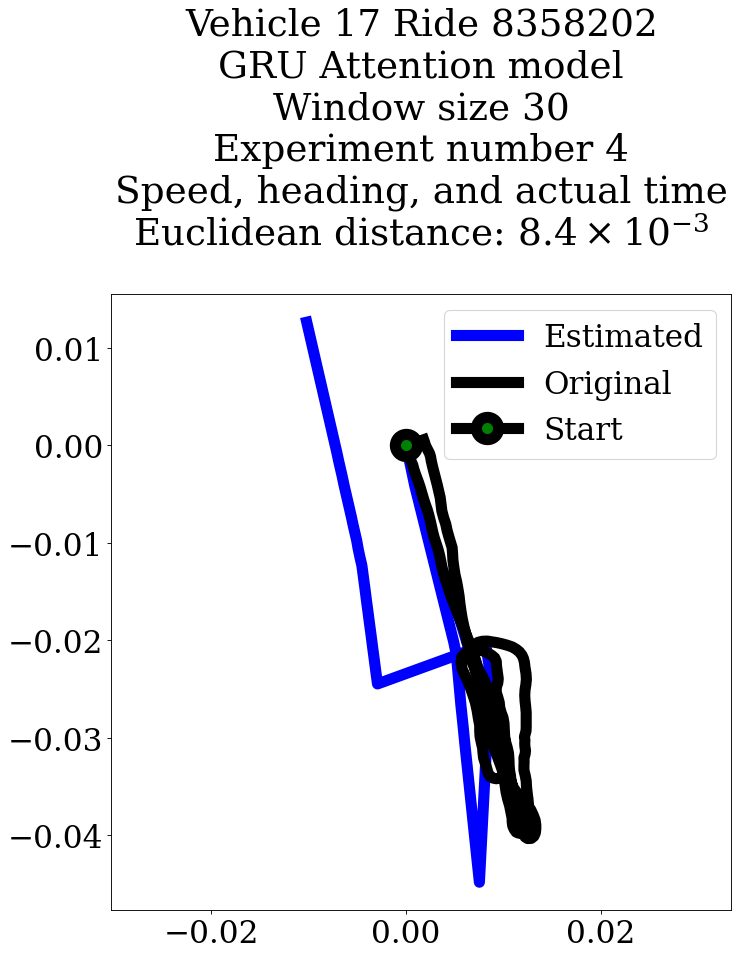 Vehicle 17 Ride 8358202
GRU Attention model
Window size 30
Experiment number 4
Speed, heading, and actual time
Euclidean distance: 8.4 × 10⁻³
Estimated
Original
Start
0.01
0.00
−0.01
−0.02
−0.03
−0.04
−0.02
0.00
0.02